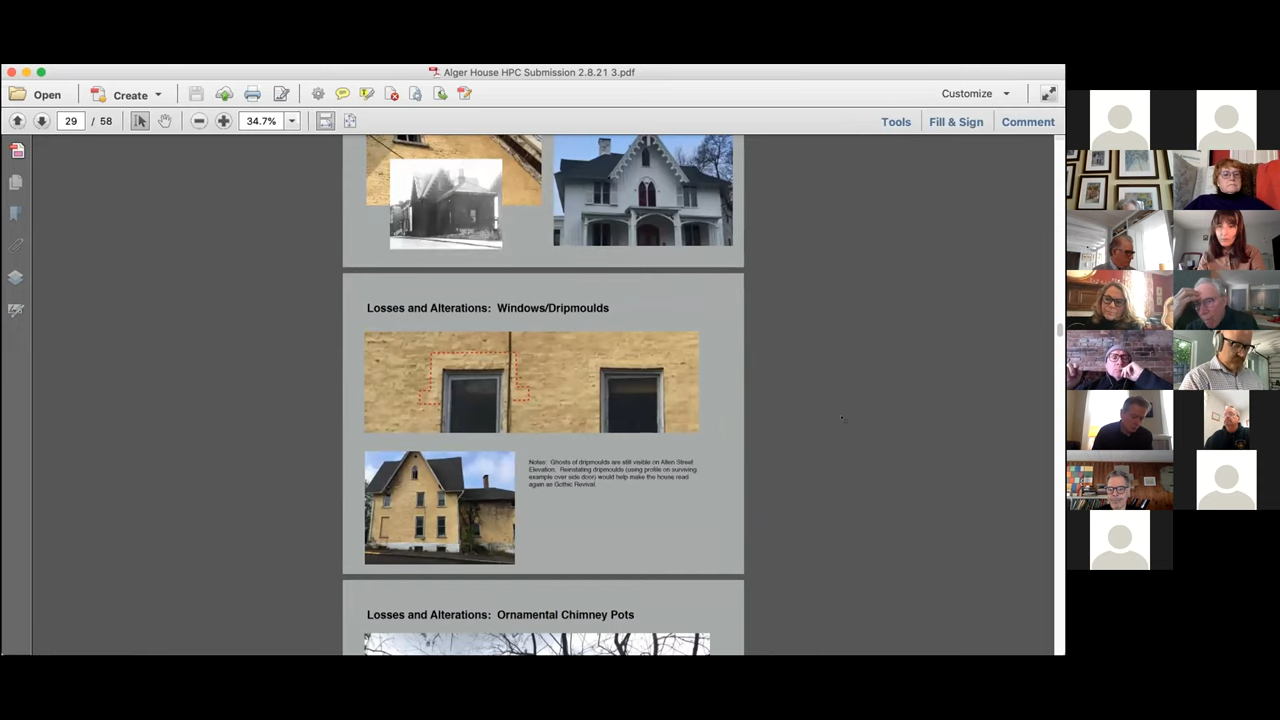 Alger House HPC Submission 2.8.21 3.pdf
Open
Create
Customize
29 / 58
34.7%
Tools
Fill & Sign
Comment
Losses and Alterations: Windows/Dripmoulds
Notes: Ghosts of dripmoulds are still visible on Allen Street
Elevation. Reinstating dripmoulds (using profile on surviving
example over side door) would help make the house read
again as Gothic Revival.
Losses and Alterations: Ornamental Chimney Pots